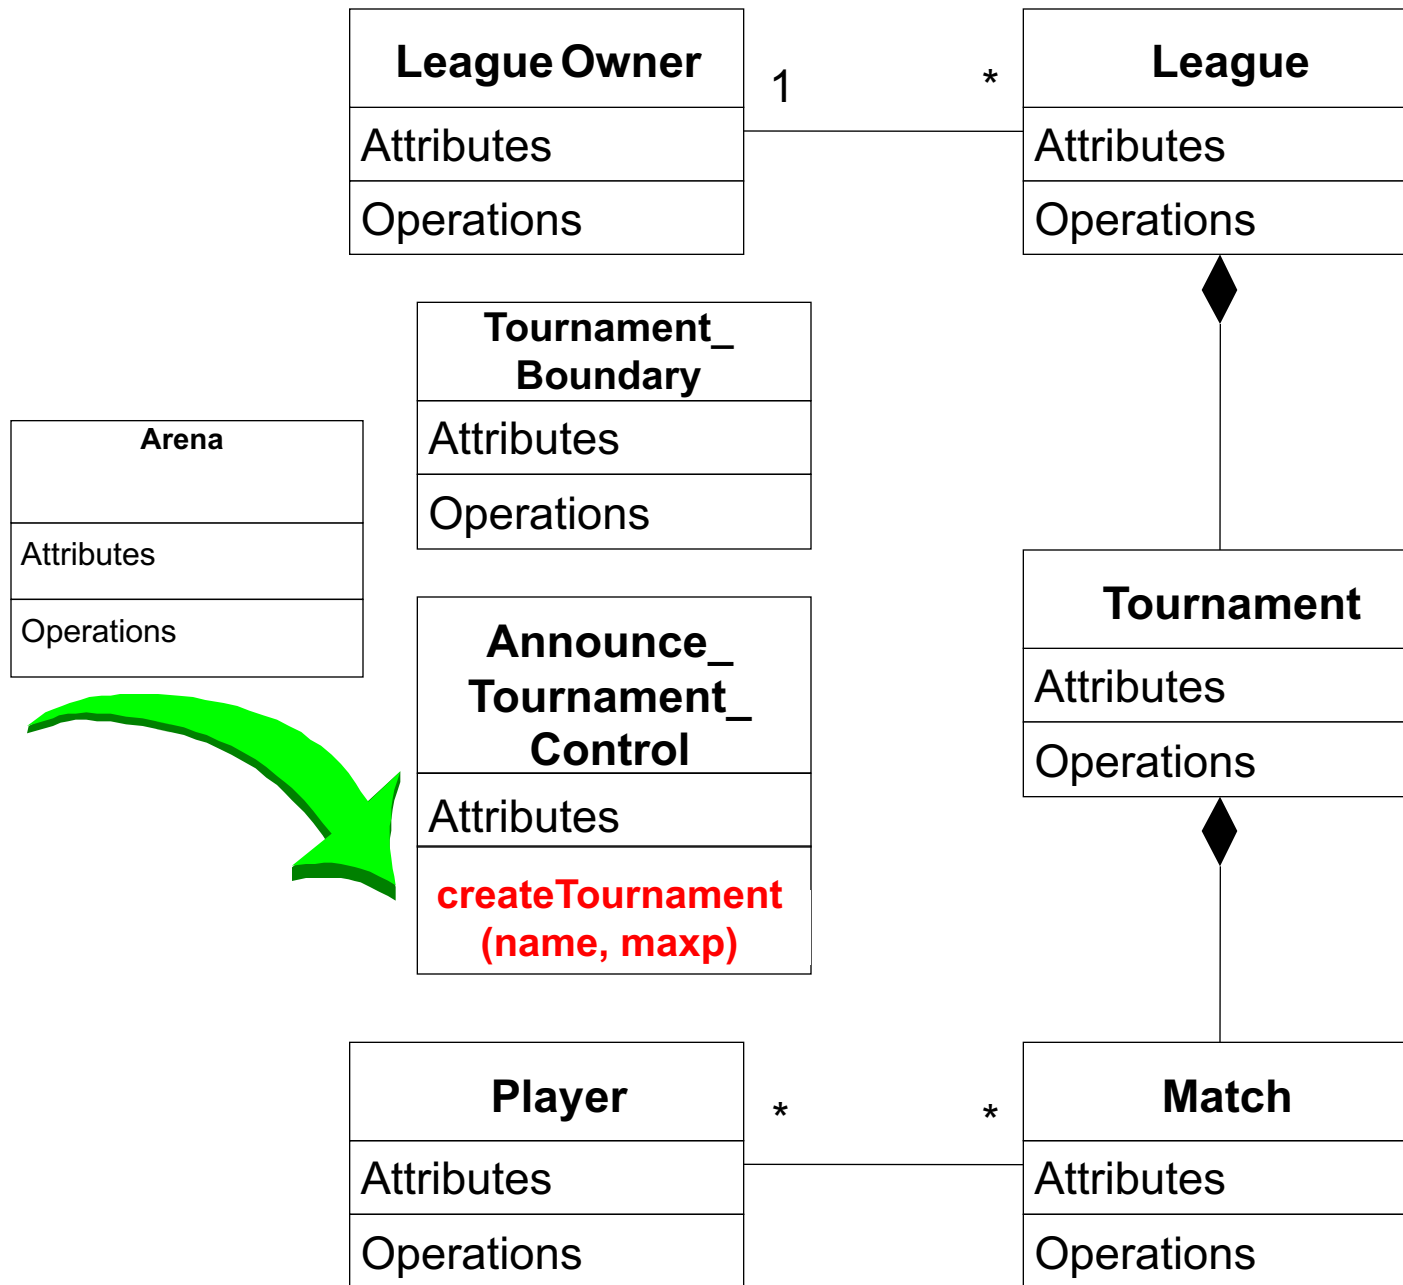 League Owner
Attributes
Operations
1
*
League
Attributes
Operations
Tournament_
Boundary
Attributes
Operations
Arena
Attributes
Operations
Announce_
Tournament_
Control
Attributes
createTournament
(name, maxp)
Tournament
Attributes
Operations
Player
Attributes
Operations
*
*
Match
Attributes
Operations